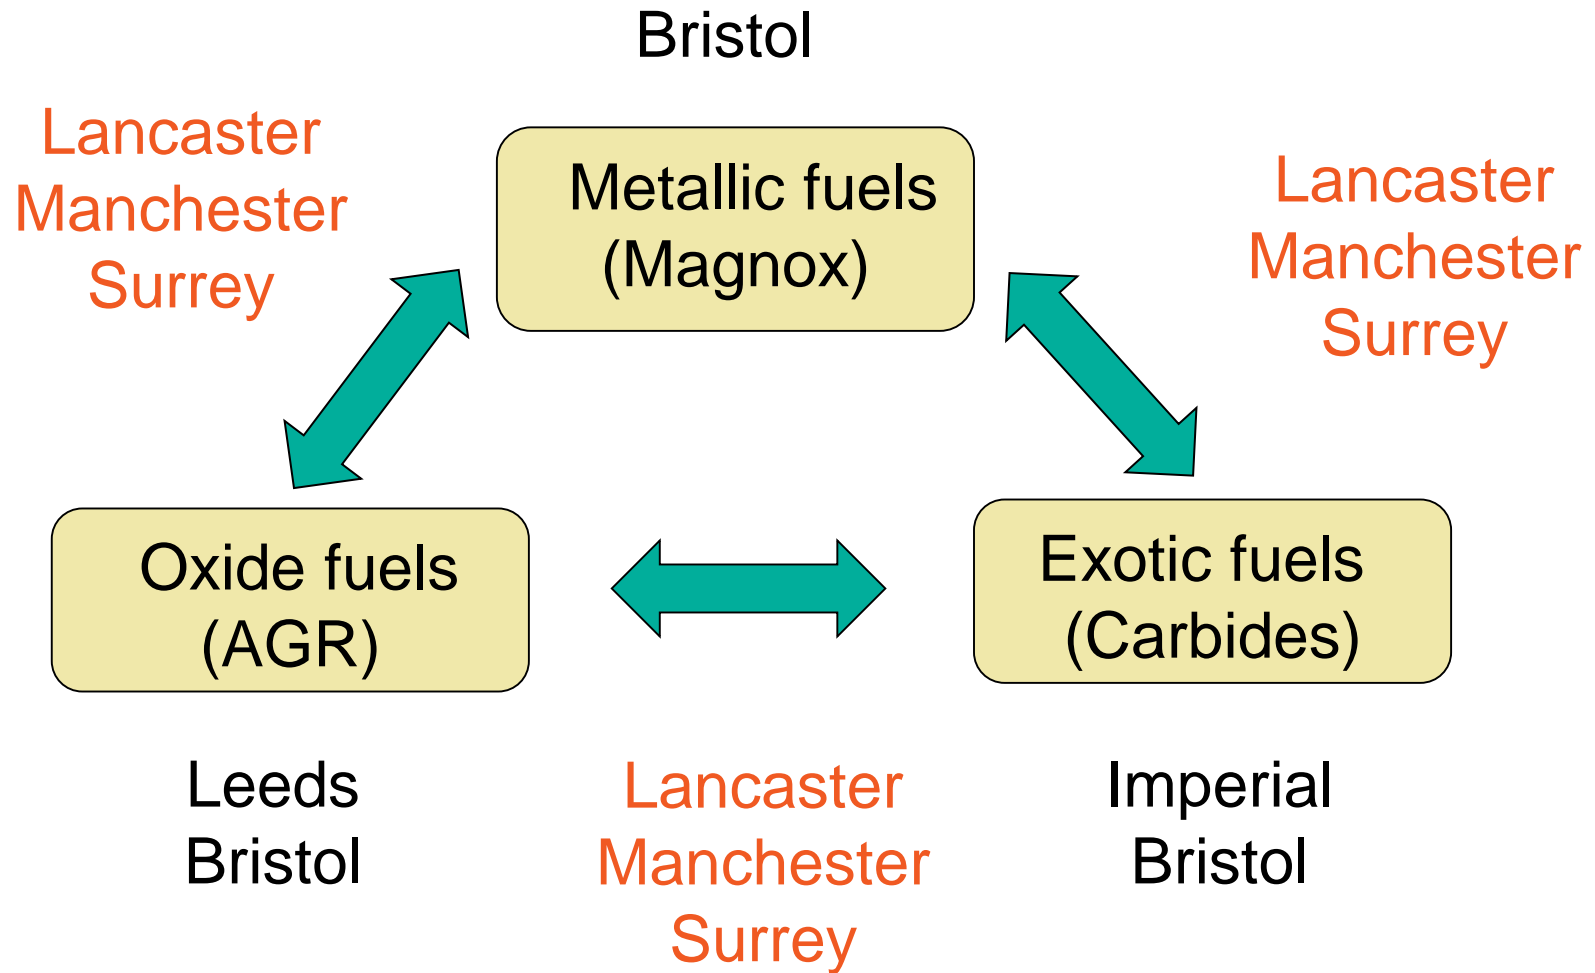 Bristol
Lancaster
Manchester
Surrey
Metallic fuels
(Magnox)
Lancaster
Manchester
Surrey
Oxide fuels
(AGR)
Exotic fuels
(Carbides)
Leeds
Bristol
Lancaster
Manchester
Surrey
Imperial
Bristol